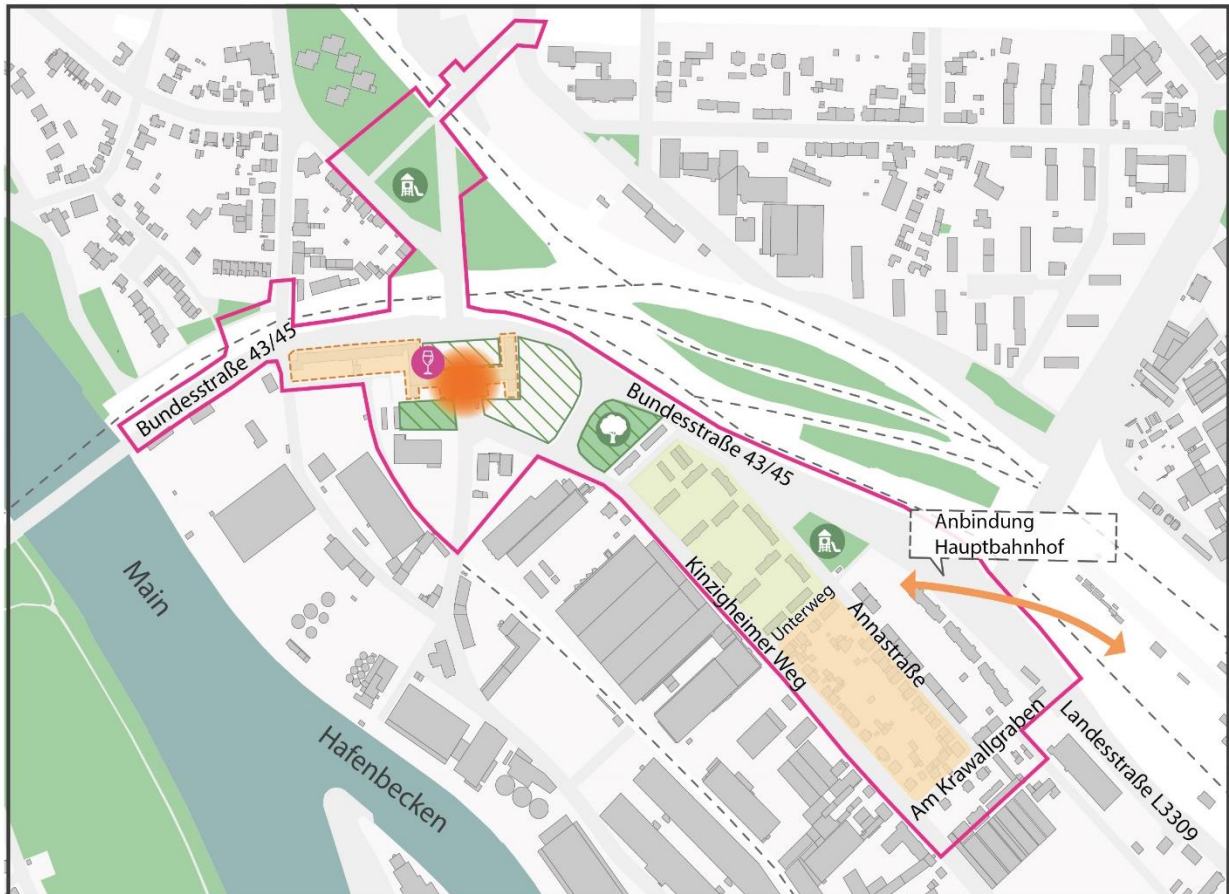 Bundesstraße 43/45
Bundesstraße 43/45
Anbindung
Hauptbahnhof
Main
Kinzigheimer Weg
Unterweg
Annastraße
Hafenbecken
Am Krawallgraben
Landesstraße L3309